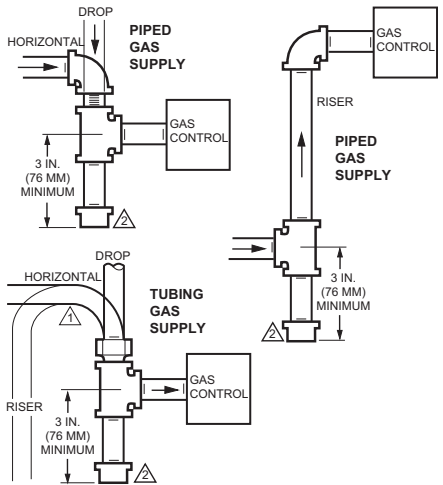 DROP
HORIZONTAL
PIPED
GAS
SUPPLY
GAS
CONTROL
3 IN.
(76 MM)
MINIMUM
2
GAS
CONTROL
RISER
PIPED
GAS
SUPPLY
3 IN.
(76 MM)
MINIMUM
2
DROP
HORIZONTAL
1
TUBING
GAS
SUPPLY
GAS
CONTROL
RISER
3 IN.
(76 MM)
MINIMUM
2